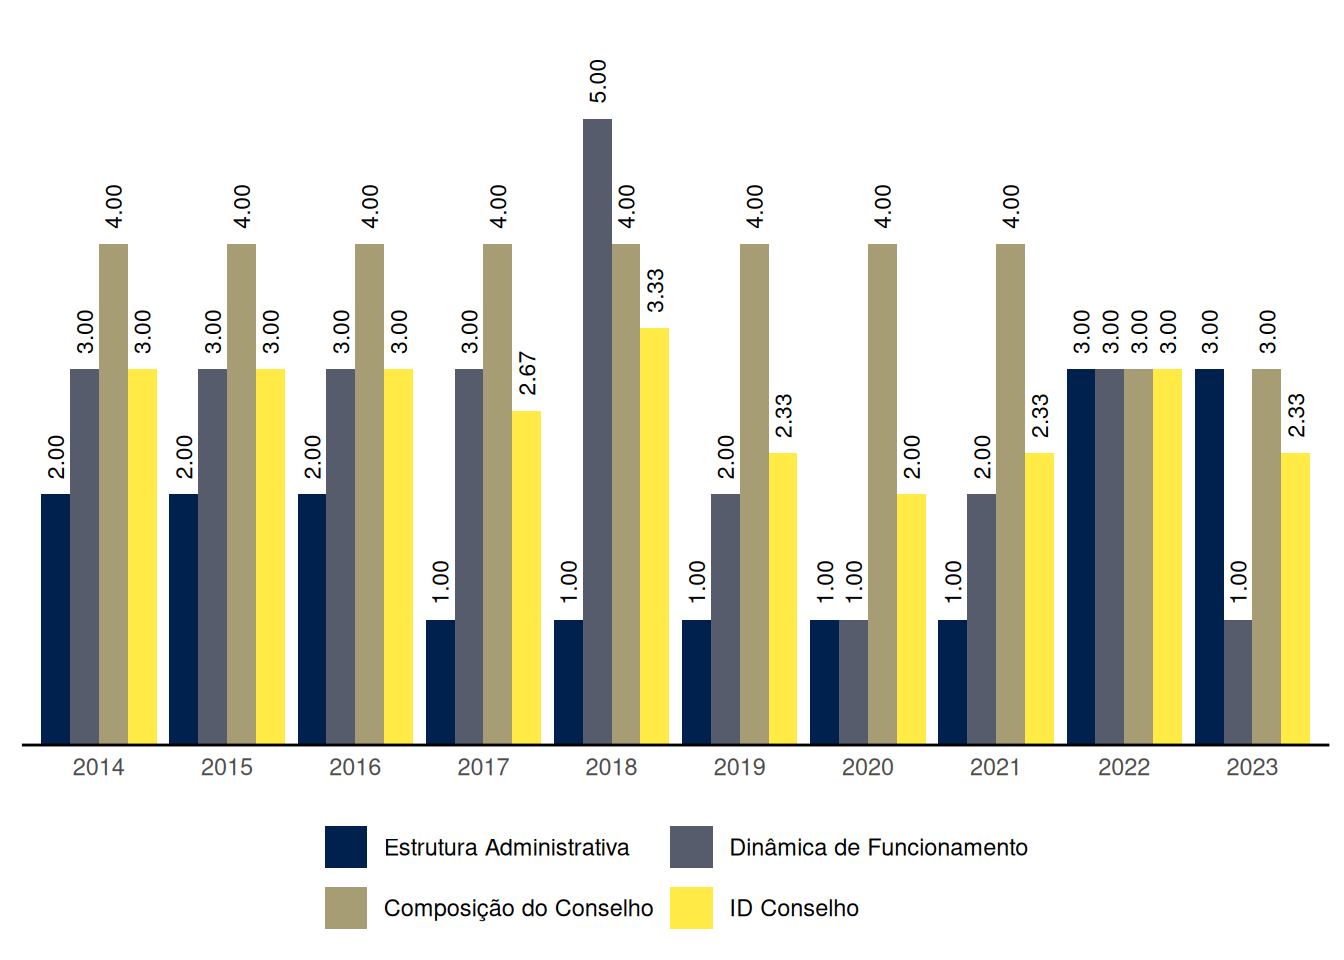 5.00
4.00 4.00 4.00 4.00 4.00 4.00 4.00 4.00
3.00 3.00 3.00 3.00 3.00 3.00 3.00 3.33 3.00 3.00 3.00 3.00 3.00 3.00
2.67
2.00 2.00 2.00 2.00 2.33 2.00 2.00 2.33 2.33
1.00 1.00 1.00 1.00 1.00 1.00 1.00
2014 2015 2016 2017 2018 2019 2020 2021 2022 2023
Estrutura Administrativa Dinâmica de Funcionamento
Composição do Conselho ID Conselho